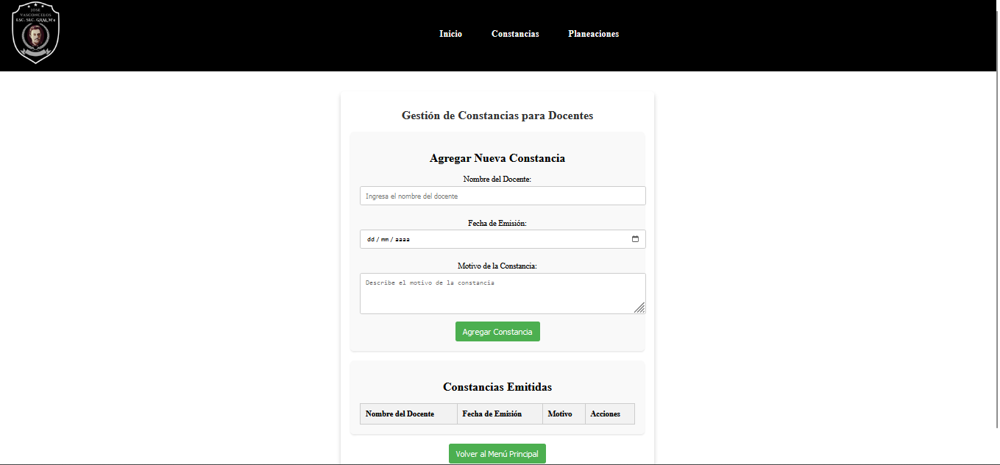 JOSE
VASCONCELOS
ESC. SEC. GRAL.
Inicio Constancias Planeaciones
Gestión de Constancias para Docentes
Agregar Nueva Constancia
Nombre del Docente:
Ingresa el nombre del docente
Fecha de Emisión:
dd / mm / aaaa
Motivo de la Constancia:
Describe el motivo de la constancia
Agregar Constancia
Constancias Emitidas
Nombre del Docente Fecha de Emisión Motivo Acciones
Volver al Menú Principal